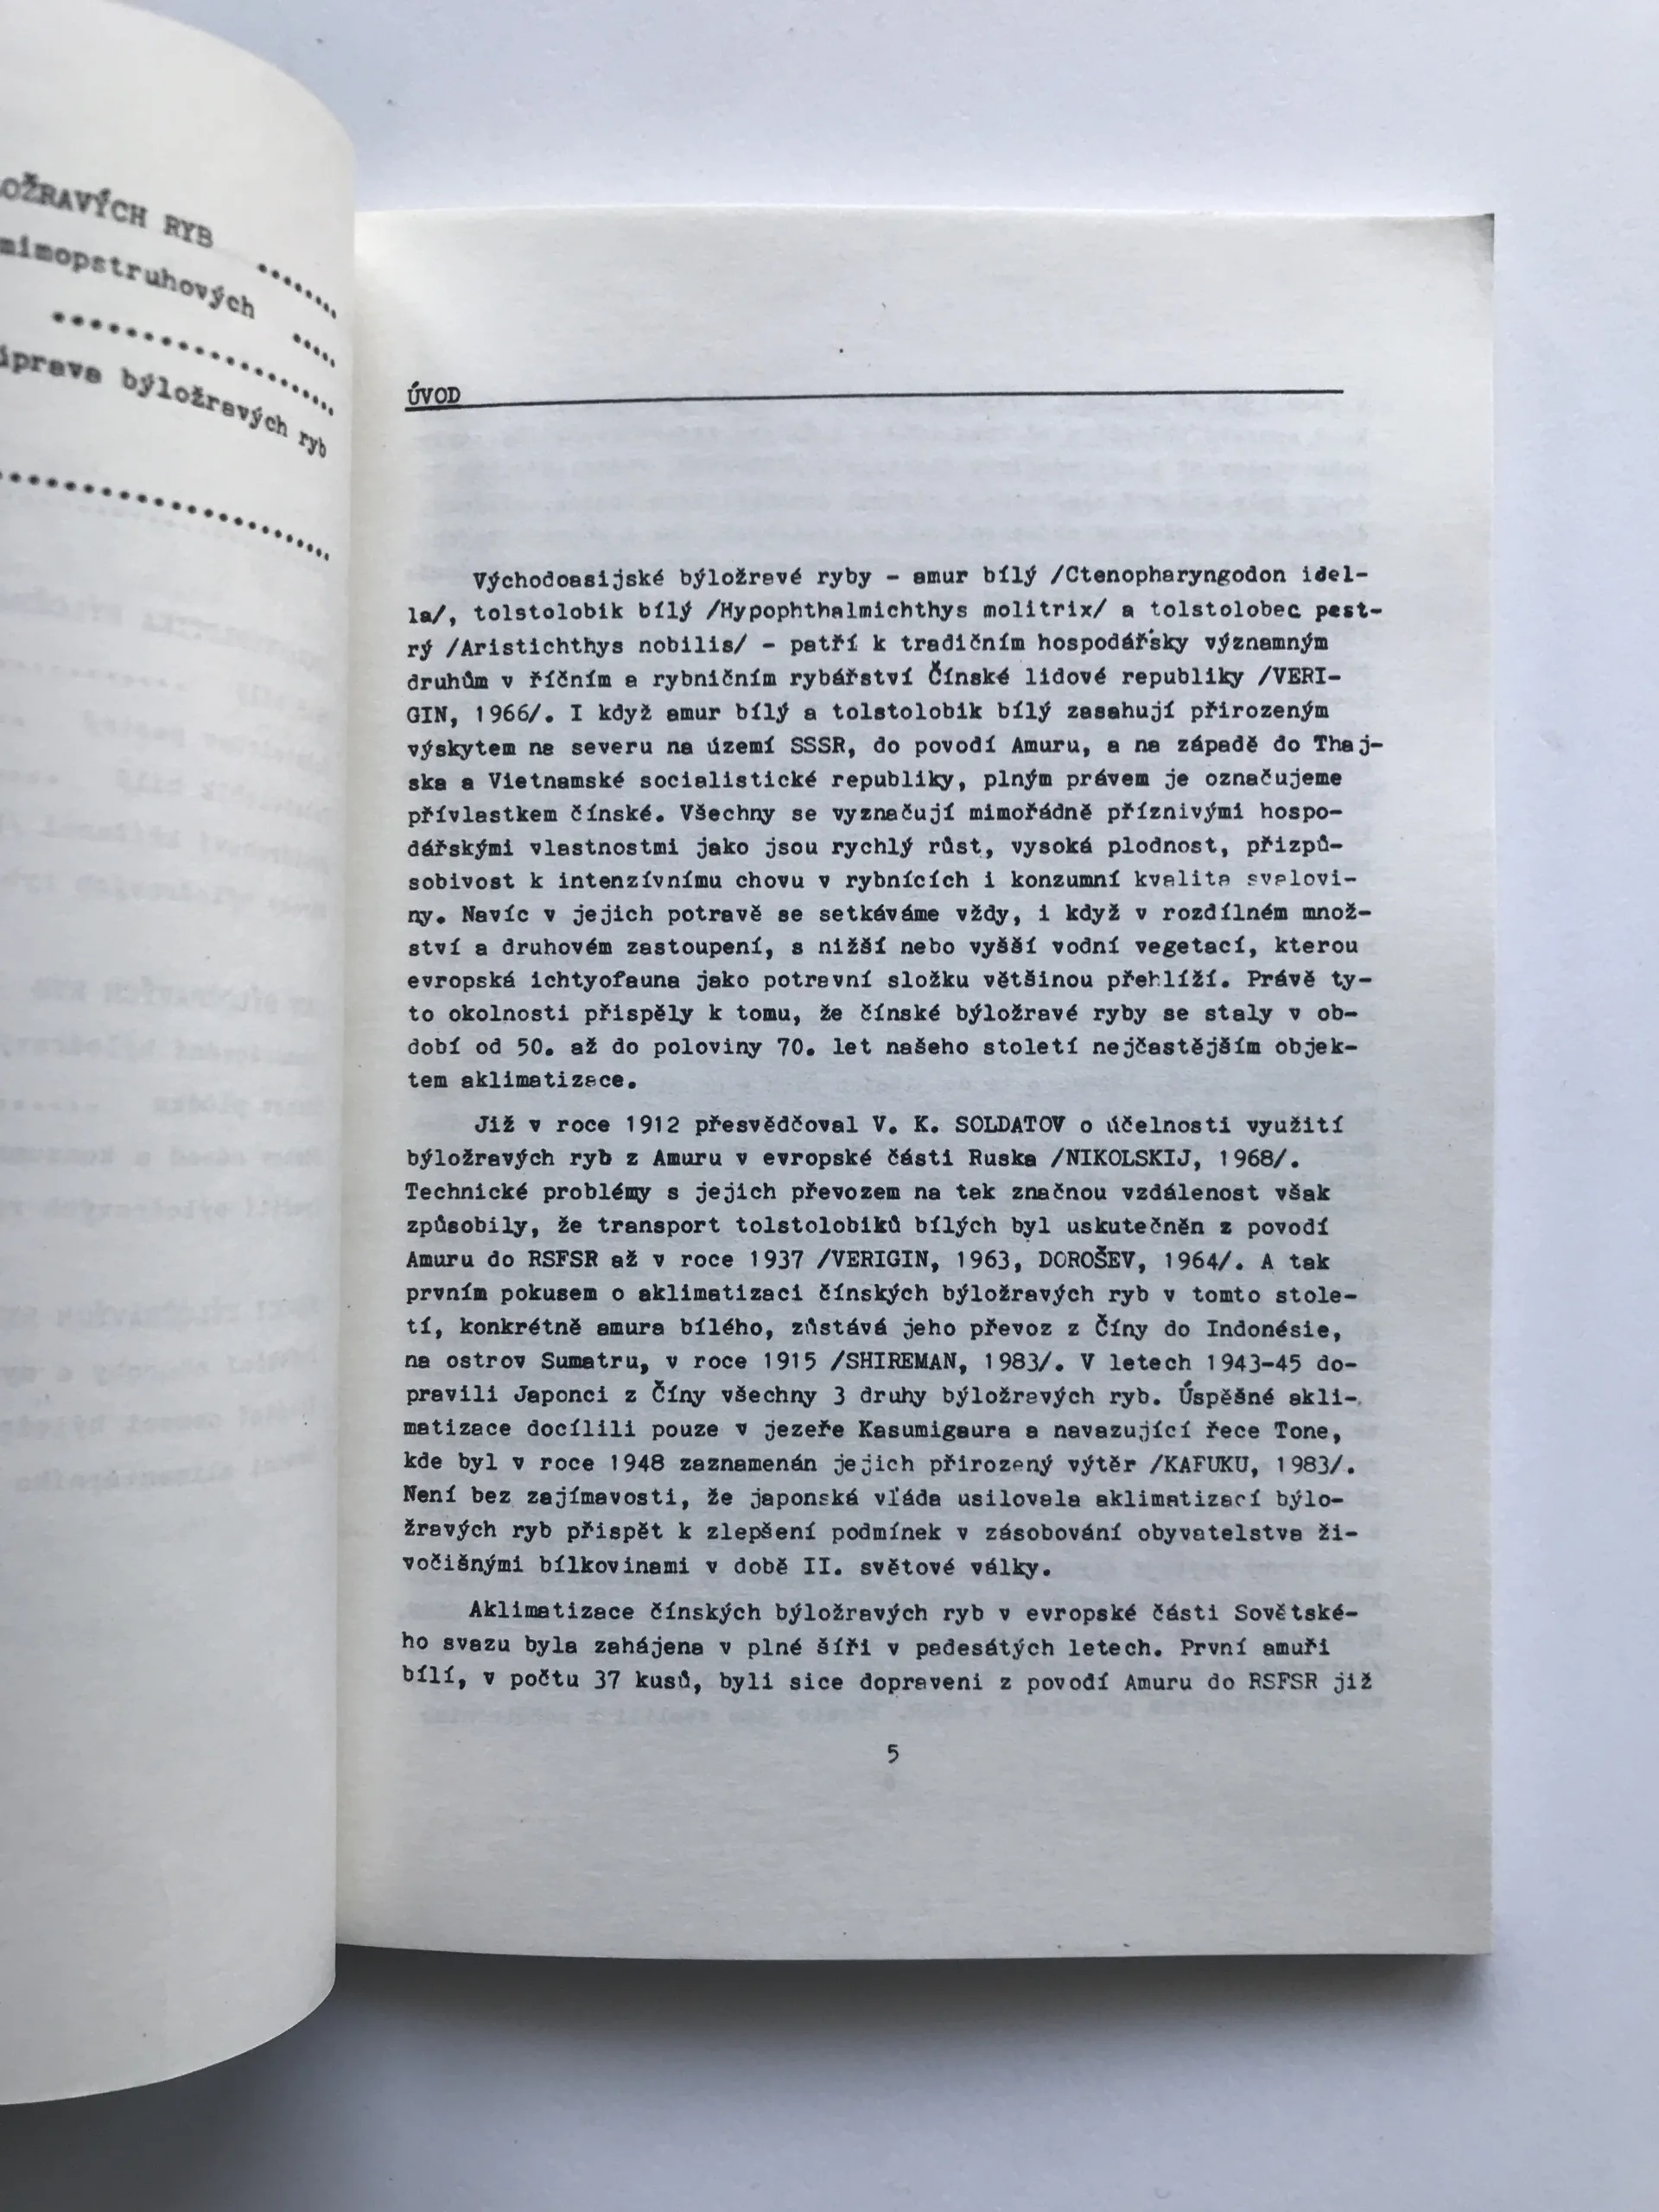 RYB
mimopstruhových
býložravých ryb
ÚVOD
Východoasijské býložravé ryby - amur bílý /Ctenopharyngodon idel-
la/, tolstolobik bílý /Hypophthalmichthys molitrix/ a tolstolobec pest-
rý /Aristichthys nobilis/ - patří k tradičním hospodářsky významným
druhům v říčním a rybničním rybářství Čínské lidové republiky /VERI-
GIN, 1966/. I když amur bílý a tolstolobik bílý zasahují přirozeným
výskytem na severu na území SSSR, do povodí Amuru, a na západě do Thaj-
ska a Vietnamské socialistické republiky, plným právem je označujeme
přívlastkem čínské. Všechny se vyznačují mimořádně příznivými hospo-
dářskými vlastnostmi jako jsou rychlý růst, vysoká plodnost, přizpů-
sobivost k intenzívnímu chovu v rybnících i konzumní kvalita svalovi-
ny. Navíc v jejich potravě se setkáváme vždy, i když v rozdílném množ-
ství a druhovém zastoupení, s nižší nebo vyšší vodní vegetací, kterou
evropská ichtyofauna jako potravní složku většinou přehlíží. Právě ty-
to okolnosti přispěly k tomu, že čínské býložravé ryby se staly v ob-
dobí od 50. až do poloviny 70. let našeho století nejčastějším objek-
tem aklimatizace.
Již v roce 1912 přesvědčoval V. K. SOLDATOV o účelnosti využití
býložravých ryb z Amuru v evropské části Ruska /NIKOLSKIJ, 1968/.
Technické problémy s jejich převozem na tak značnou vzdálenost však
způsobily, že transport tolstolobiků bílých byl uskutečněn z povodí
Amuru do RSFSR až v roce 1937 /VERIGIN, 1963, DOROŠEV, 1964/. A tak
prvním pokusem o aklimatizaci čínských býložravých ryb v tomto stole-
tí, konkrétně amura bílého, zůstává jeho převoz z Číny do Indonésie,
na ostrov Sumatru, v roce 1915 /SHIREMAN, 1983/. V letech 1943-45 do-
pravili Japonci z Číny všechny 3 druhy býložravých ryb. Úspěšné akli-
matizace docílili pouze v jezeře Kasumigaura a navazující řece Tone,
kde byl v roce 1948 zaznamenán jejich přirozený výtěr /KAFUKU, 1983/.
Není bez zajímavosti, že japonská vláda usilovala aklimatizací býlo-
žravých ryb přispět k zlepšení podmínek v zásobování obyvatelstva ži-
vočišnými bílkovinami v době II. světové války.
Aklimatizace čínských býložravých ryb v evropské části Sovětské-
ho svazu byla zahájena v plné šíři v padesátých letech. První amuři
bílí, v počtu 37 kusů, byli sice dopraveni z povodí Amuru do RSFSR již
5